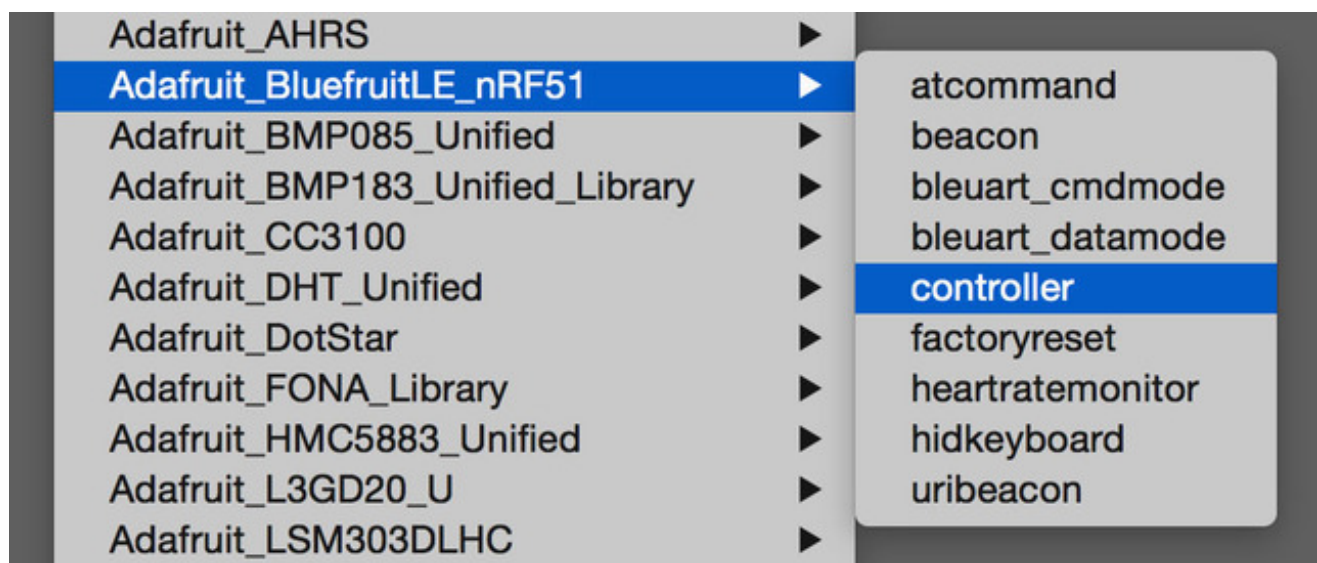 Adafruit_AHRS
Adafruit_BluefruitLE_nRF51
Adafruit_BMP085_Unified
Adafruit_BMP183_Unified_Library
Adafruit_CC3100
Adafruit_DHT_Unified
Adafruit_DotStar
Adafruit_FONA_Library
Adafruit_HMC5883_Unified
Adafruit_L3GD20_U
Adafruit_LSM303DLHC
atcommand
beacon
bleuart_cmdmode
bleuart_datamode
controller
factoryreset
heartratemonitor
hidkeyboard
uribeacon